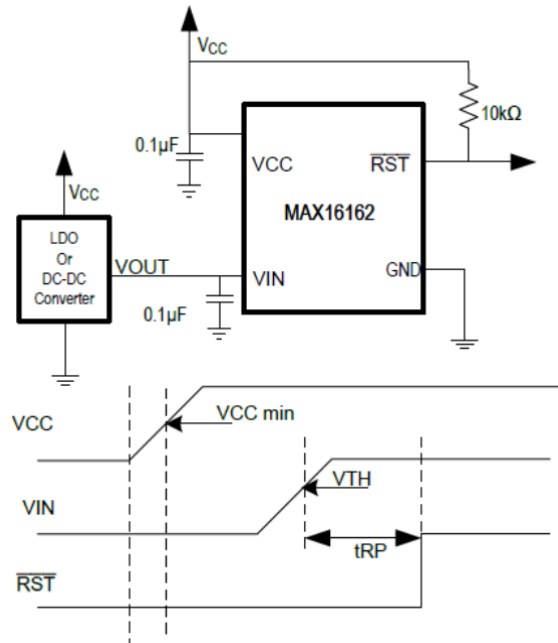 VCC
0.1µF
10kΩ
VCC
RST
MAX16162
VCC
LDO
Or
DC-DC
Converter
VOUT
VIN
GND
0.1µF
VCC
VCC min
VIN
VTH
tRP
RST